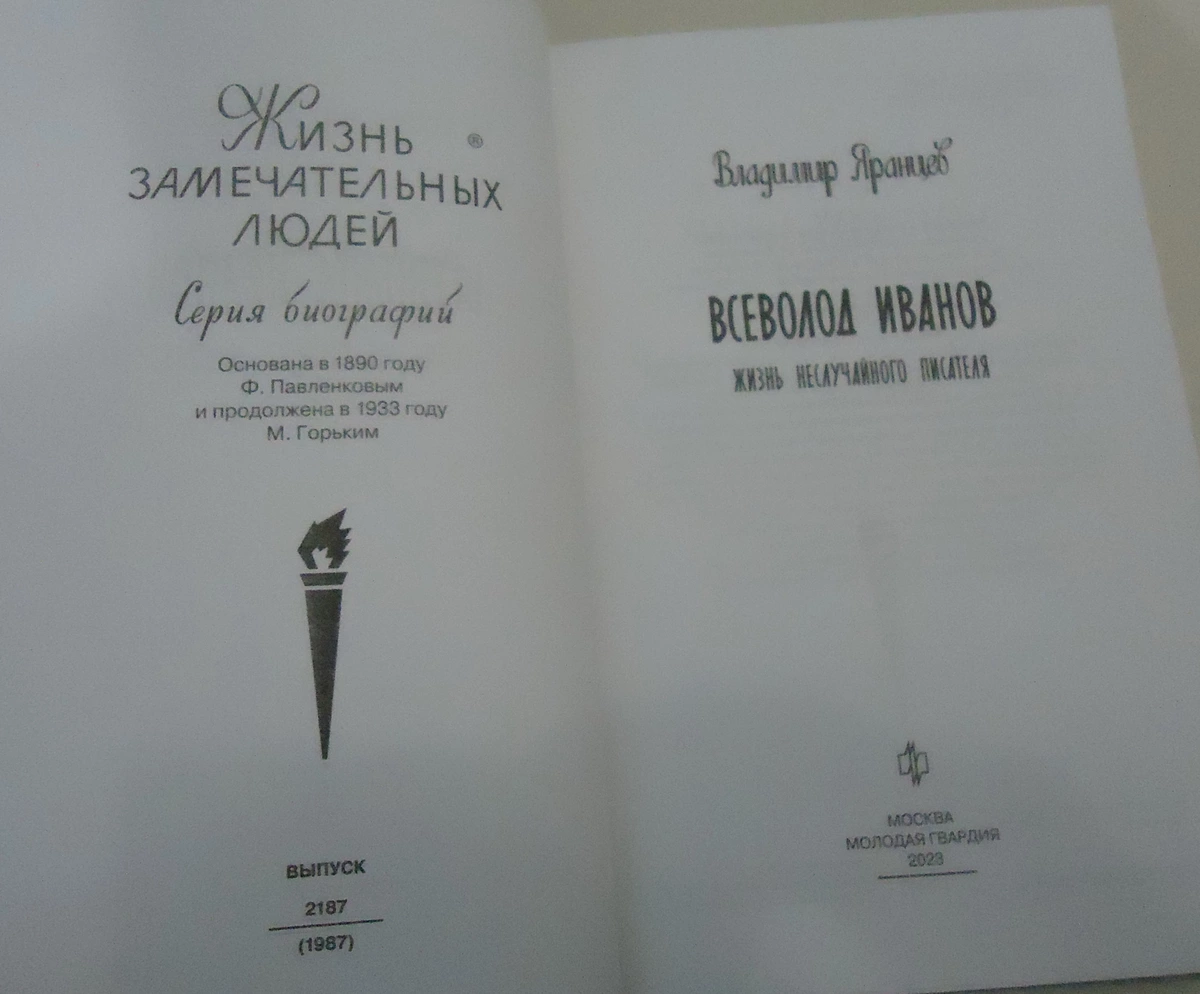 Жизнь ®
ЗАМЕЧАТЕЛЬНЫХ
ЛЮДЕЙ
Серия биографий
Основана в 1890 году
Ф. Павленковым
и продолжена в 1933 году
М. Горьким
ВЫПУСК
2187
(1987)
Владимир Яранцев
ВСЕВОЛОД ИВАНОВ
ЖИЗНЬ НЕСЛУЧАЙНОГО ПИСАТЕЛЯ
МОСКВА
МОЛОДАЯ ГВАРДИЯ
2023